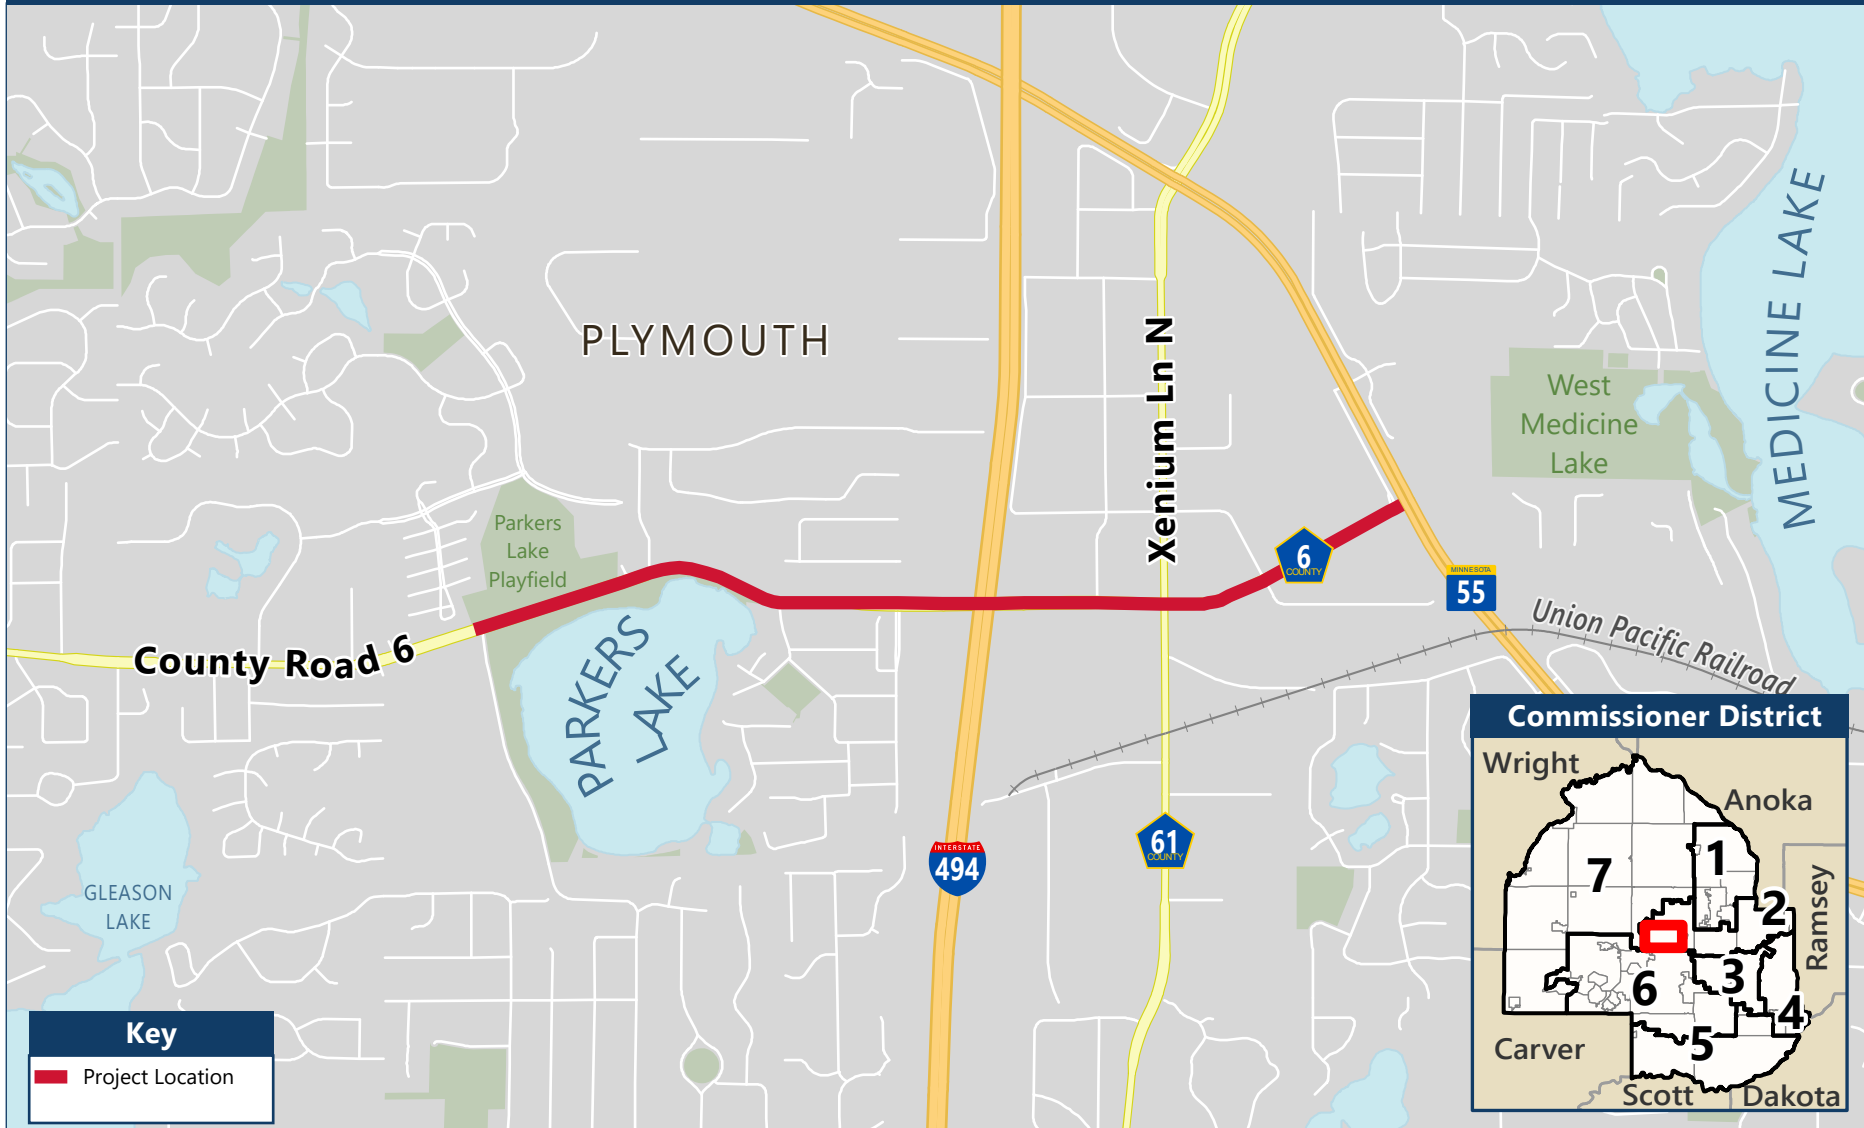 PLYMOUTH
MEDICINE LAKE
Xenium Ln N
West
Medicine
Lake
Parkers
Lake
Playfield
6
COUNTY
MINNESOTA
55
Union Pacific Railroad
County Road 6
PARKERS
LAKE
61
COUNTY
INTERSTATE
494
GLEASON
LAKE
Key
Project Location
Commissioner District
Wright
Anoka
1
7
2
Ramsey
3
6
4
5
Carver
Scott
Dakota